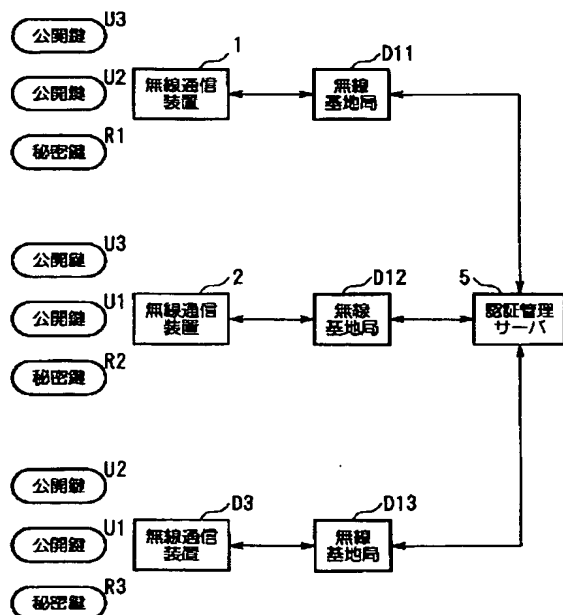 公開鍵 U3
1
D11
公開鍵 U2
無線通信
装置
無線
基地局
秘密鍵 R1
公開鍵 U3
2
D12
5
公開鍵 U1
無線通信
装置
無線
基地局
認証管理
サーバ
秘密鍵 R2
公開鍵 U2
D3
D13
公開鍵 U1
無線通信
装置
無線
基地局
秘密鍵 R3